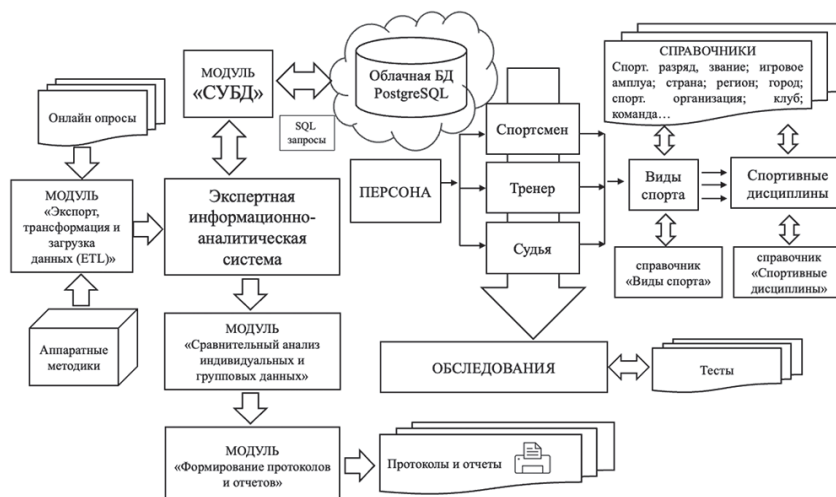 Онлайн опросы
МОДУЛЬ
«СУБД»
SQL
запросы
Облачная БД
PostgreSQL
СПРАВОЧНИКИ
Спорт. разряд, звание; игровое
амплуа; страна; регион; город;
спорт. организация; клуб;
команда…
МОДУЛЬ
«Экспорт,
трансформация и
загрузка
данных (ETL)»
Экспертная
информационно-
аналитическая
система
ПЕРСОНА
Спортсмен
Тренер
Судья
Виды
спорта
Спортивные
дисциплины
справочник
«Виды спорта»
справочник
«Спортивные
дисциплины»
Аппаратные
методики
МОДУЛЬ
«Сравнительный анализ
индивидуальных и
групповых данных»
ОБСЛЕДОВАНИЯ
Тесты
МОДУЛЬ
«Формирование протоколов
и отчетов»
Протоколы и отчеты